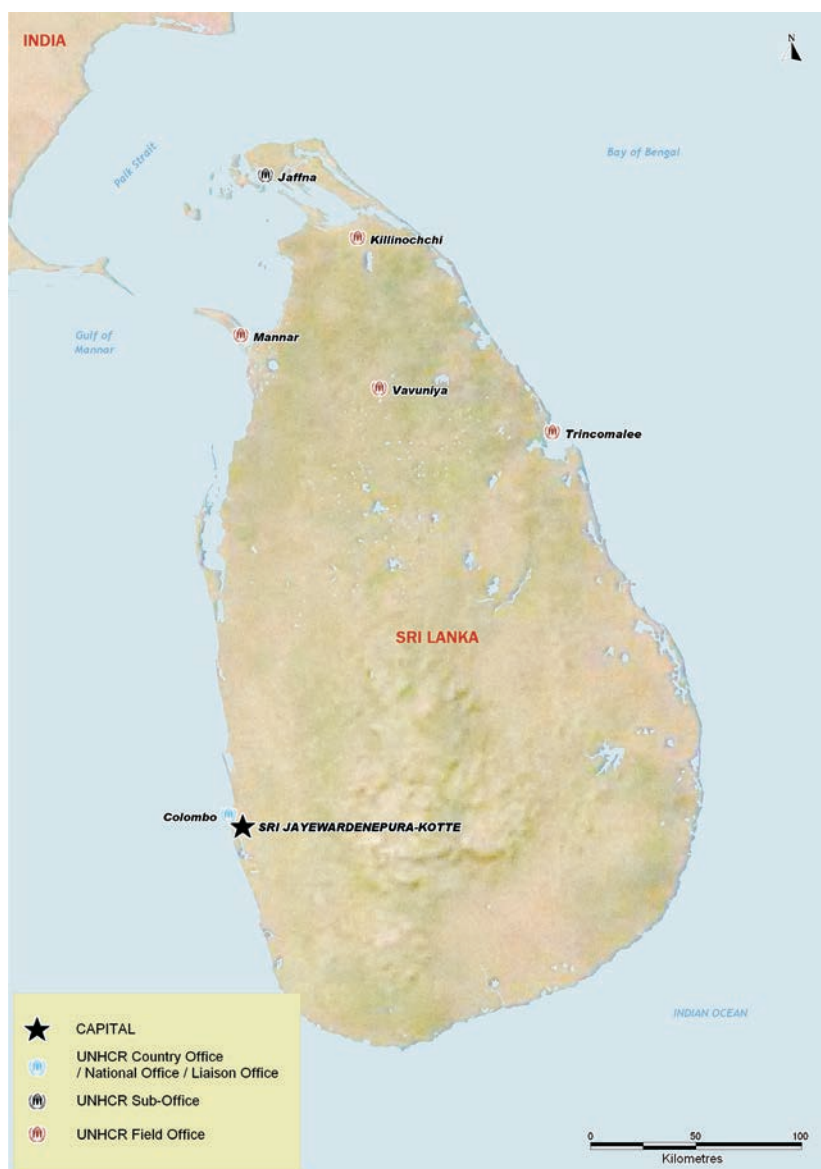 INDIA
N
Palk Strait
Bay of Bengal
Jaffna
Killinochchi
Gulf of
Mannar
Mannar
Vavuniya
Trincomalee
SRI LANKA
Colombo
SRI JAYEWARDENEPURA-KOTTE
INDIAN OCEAN
CAPITAL
UNHCR Country Office
/ National Office / Liaison Office
UNHCR Sub-Office
UNHCR Field Office
0 50 100
Kilometres